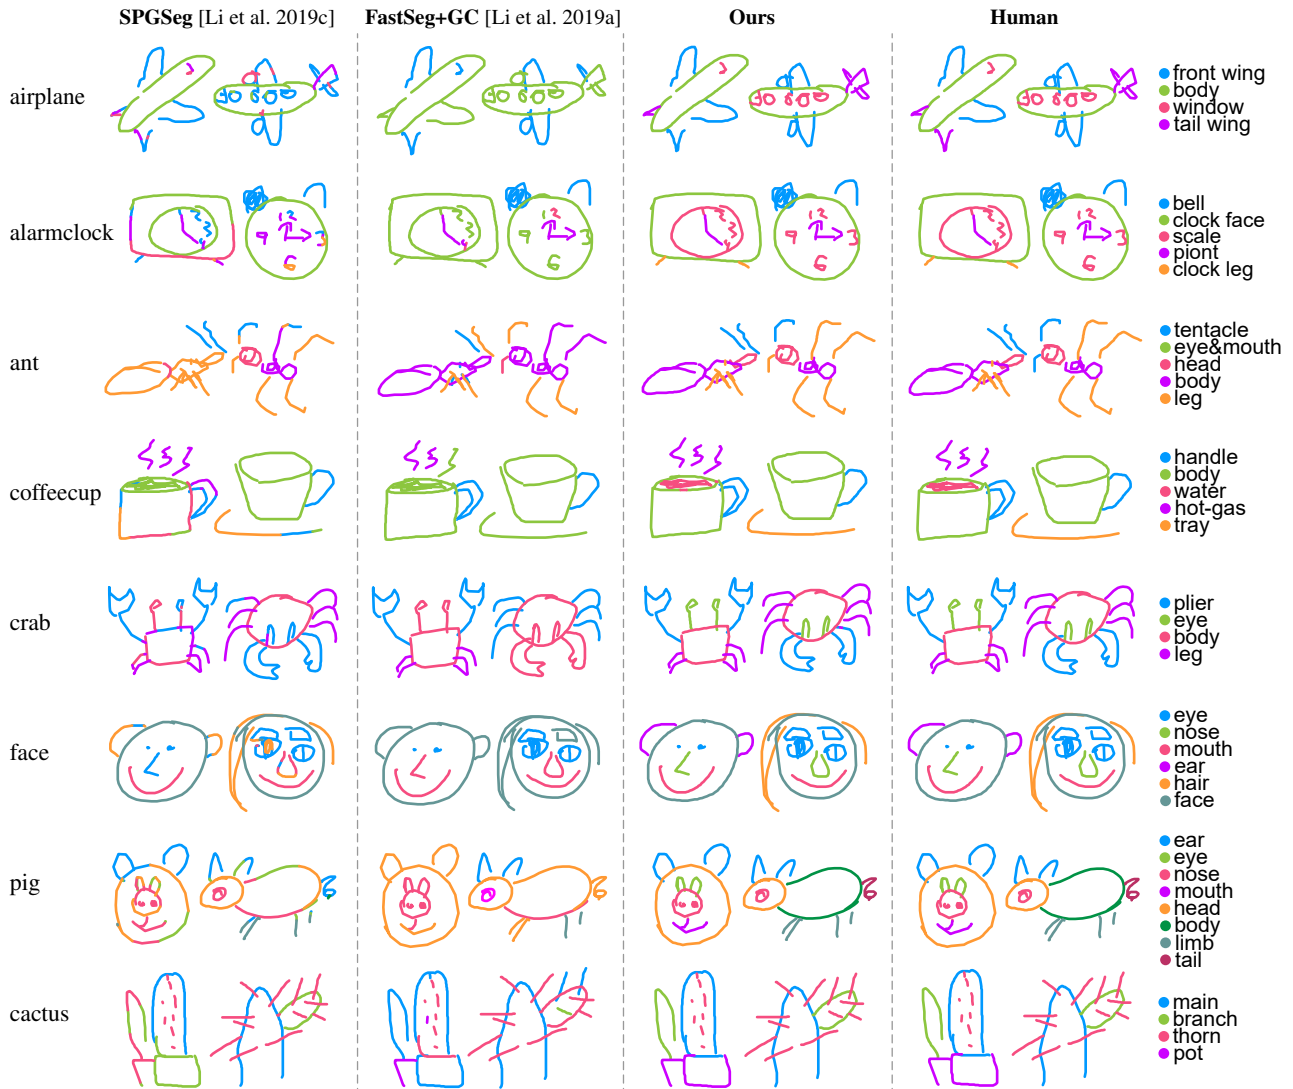 SPGSeg [Li et al. 2019c] FastSeg+GC [Li et al. 2019a] Ours Human
airplane
front wing
body
window
tail wing
alarmclock
bell
clock face
scale
piont
clock leg
ant
tentacle
eye&mouth
head
body
leg
coffeecup
handle
body
water
hot-gas
tray
crab
plier
eye
body
leg
face
eye
nose
mouth
ear
hair
face
pig
ear
eye
nose
mouth
head
body
limb
tail
cactus
main
branch
thorn
pot